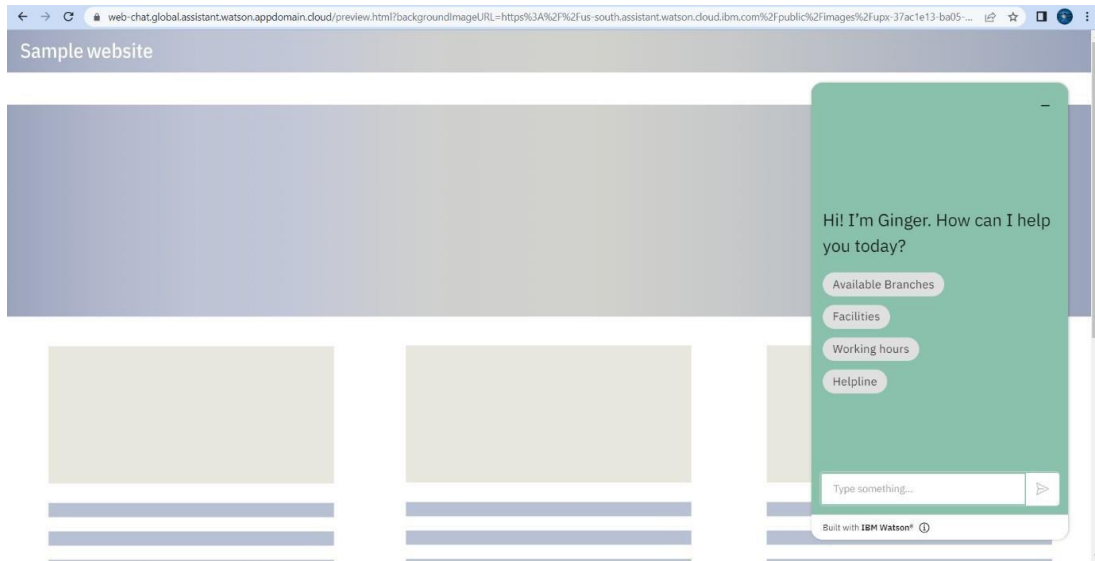 web-chat.global.assistant.watson.appdomain.cloud/preview.html?backgroundImageURL=https%3A%2F%2Fus-south.assistant.watson.cloud.ibm.com%2Fpublic%2Fimages%2Fupx-37ac1e13-ba05-...
Sample website
Hi! I'm Ginger. How can I help
you today?
Available Branches
Facilities
Working hours
Helpline
Type something...
Built with IBM Watson®